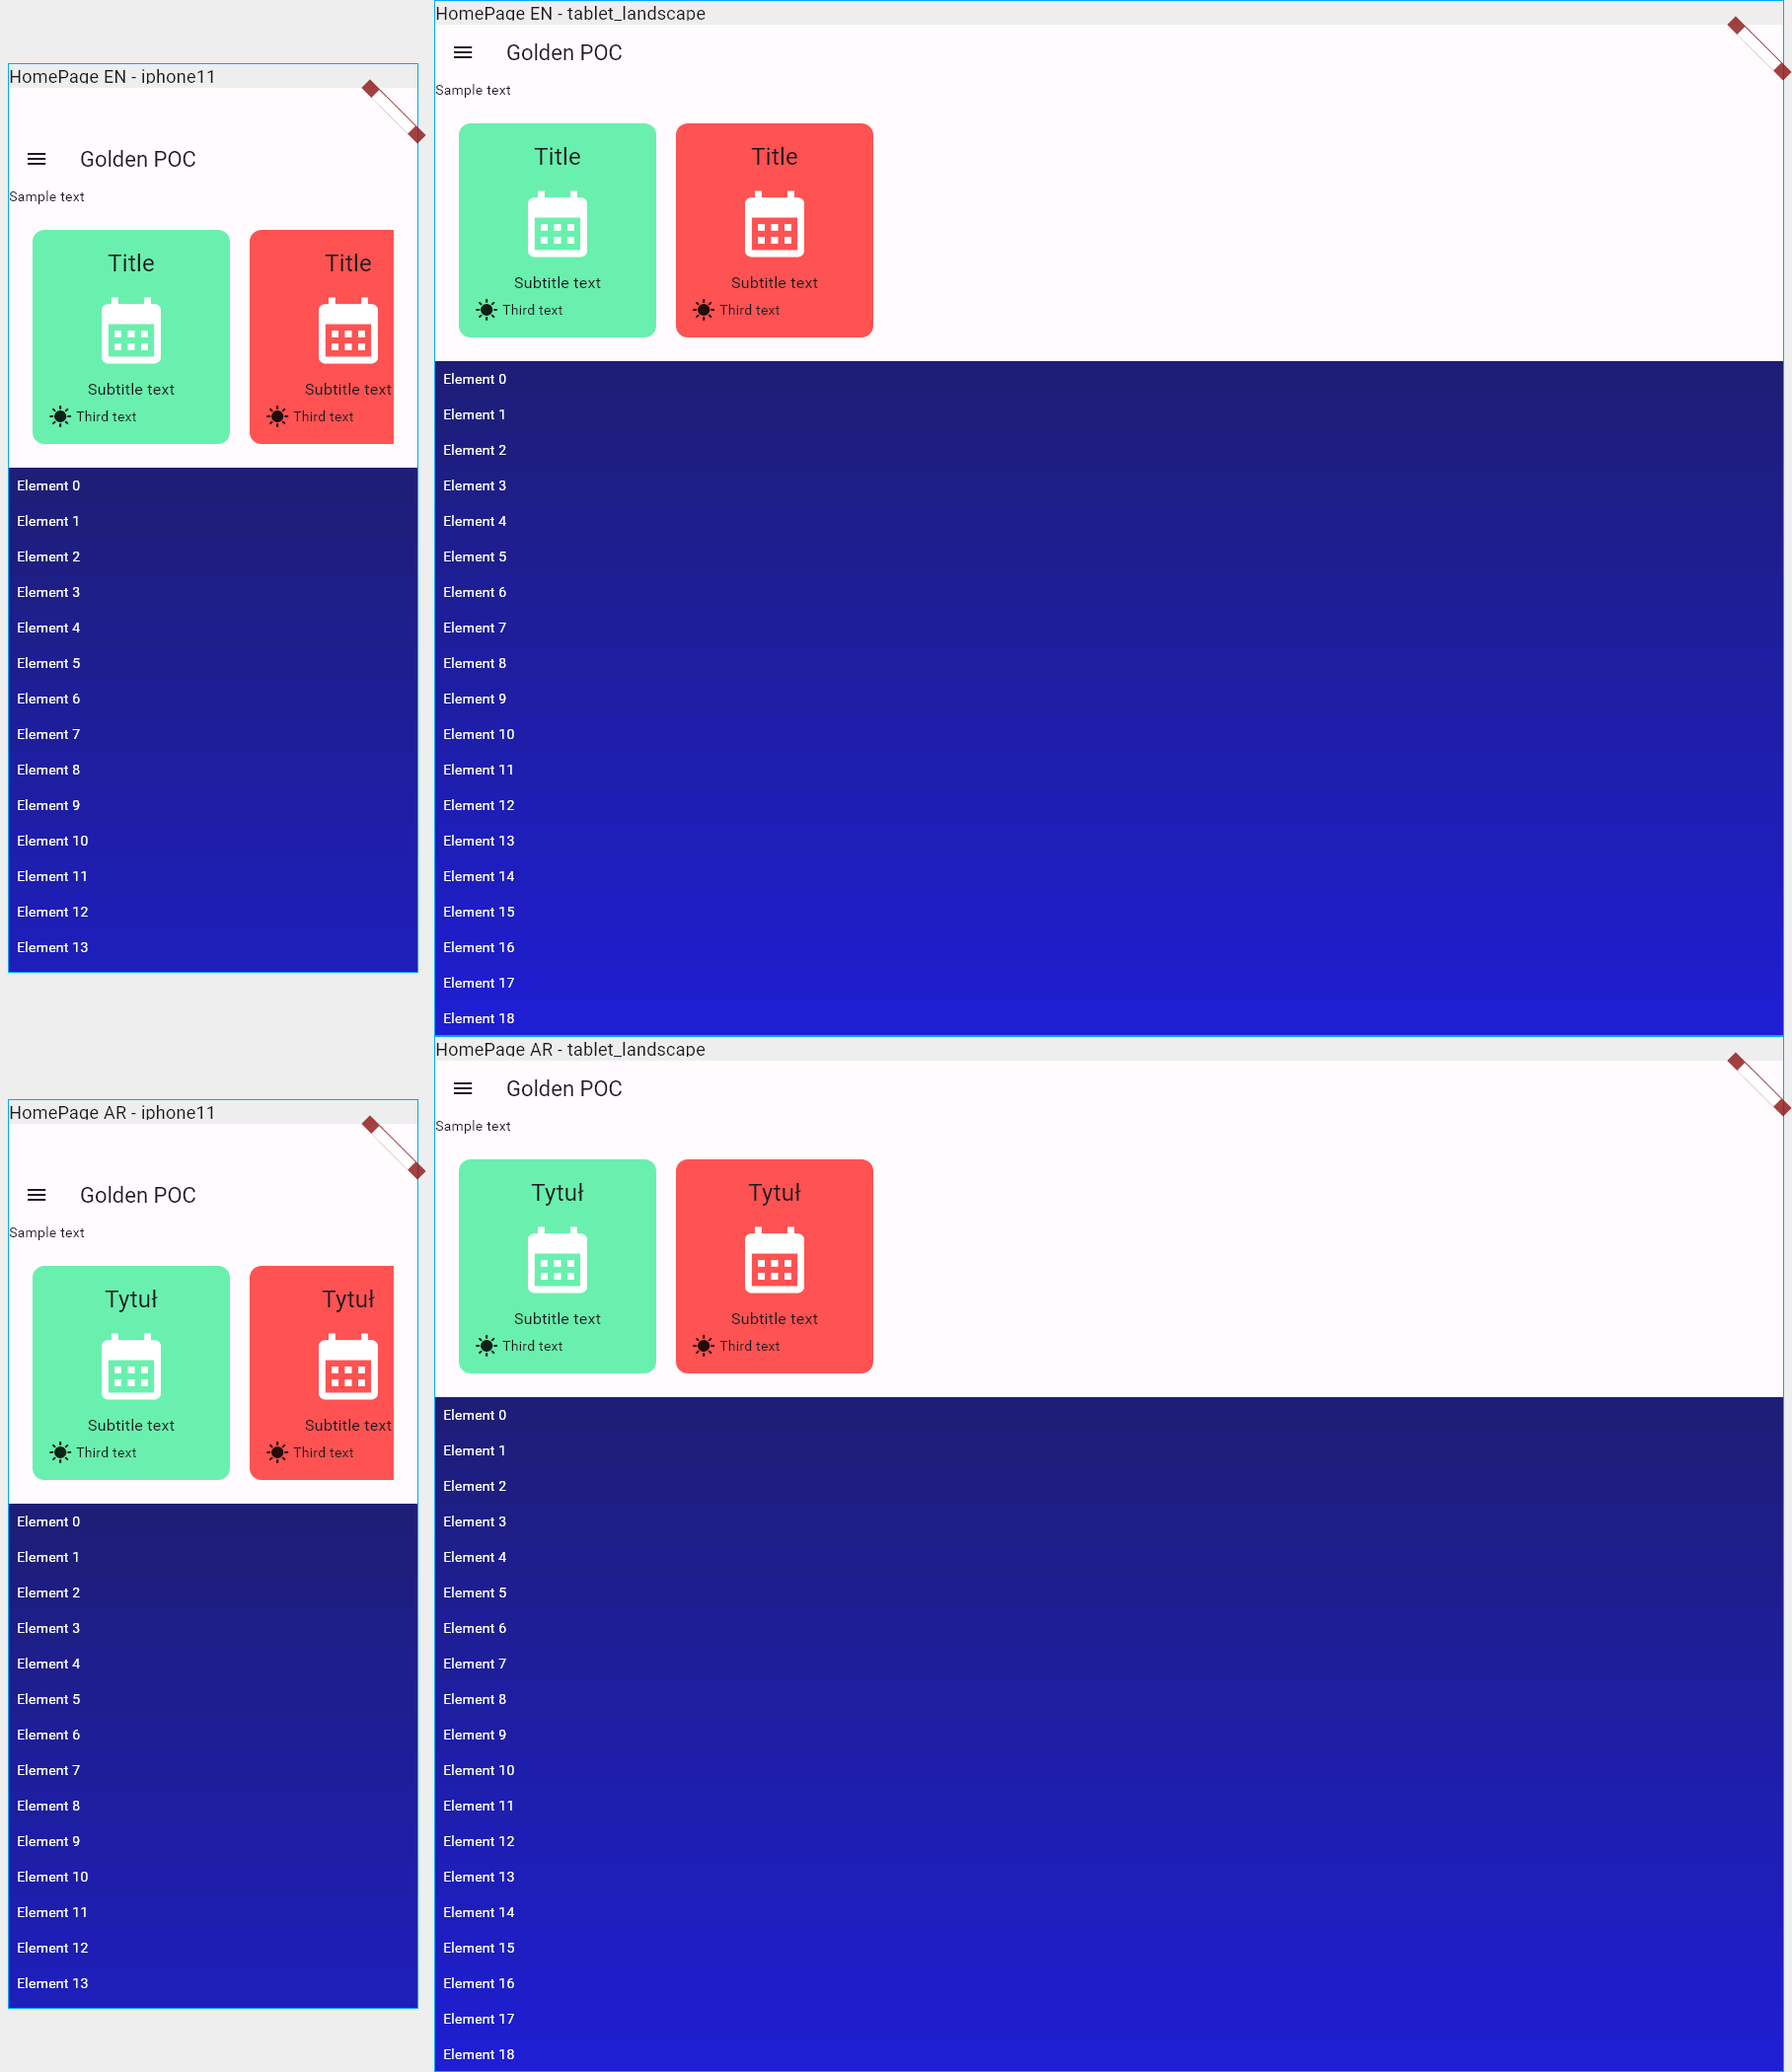 HomePage EN - iphone11
Golden POC
Sample text
Title
Title
Subtitle text
Subtitle text
Third text
Third text
Element 0
Element 1
Element 2
Element 3
Element 4
Element 5
Element 6
Element 7
Element 8
Element 9
Element 10
Element 11
Element 12
Element 13
HomePage EN - tablet_landscape
Golden POC
Sample text
Title
Title
Subtitle text
Subtitle text
Third text
Third text
Element 0
Element 1
Element 2
Element 3
Element 4
Element 5
Element 6
Element 7
Element 8
Element 9
Element 10
Element 11
Element 12
Element 13
Element 14
Element 15
Element 16
Element 17
Element 18
HomePage AR - iphone11
Golden POC
Sample text
Tytuł
Tytuł
Subtitle text
Subtitle text
Third text
Third text
Element 0
Element 1
Element 2
Element 3
Element 4
Element 5
Element 6
Element 7
Element 8
Element 9
Element 10
Element 11
Element 12
Element 13
HomePage AR - tablet_landscape
Golden POC
Sample text
Tytuł
Tytuł
Subtitle text
Subtitle text
Third text
Third text
Element 0
Element 1
Element 2
Element 3
Element 4
Element 5
Element 6
Element 7
Element 8
Element 9
Element 10
Element 11
Element 12
Element 13
Element 14
Element 15
Element 16
Element 17
Element 18